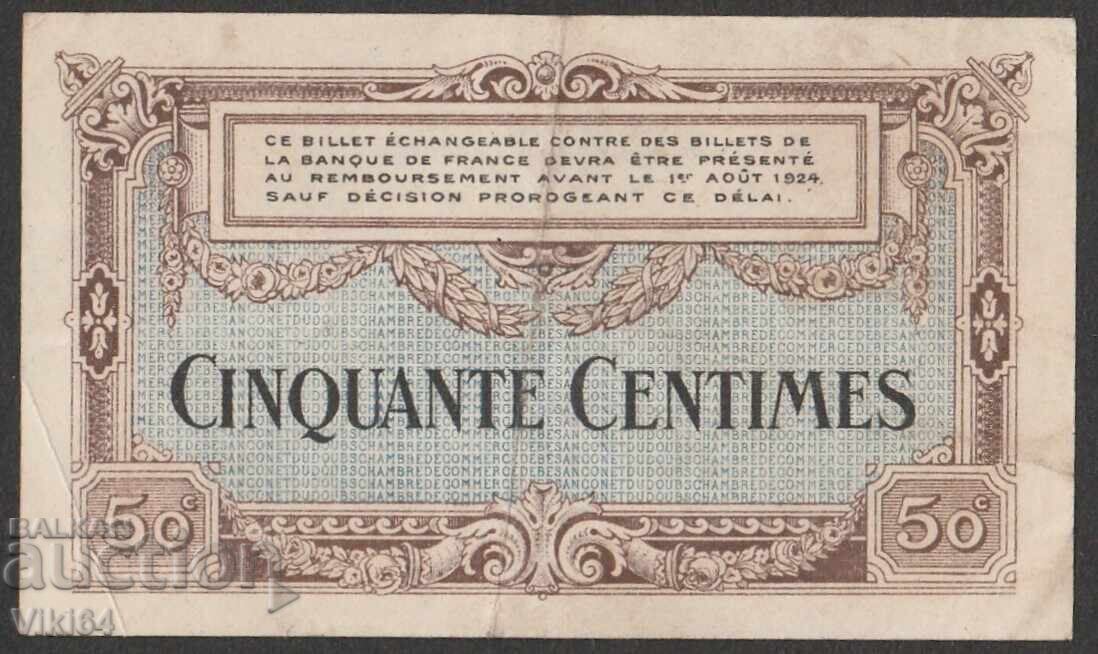 CE BILLET ÉCHANGEABLE CONTRE DES BILLETS DE
LA BANQUE DE FRANCE DEVRA ÊTRE PRÉSENTÉ
AU REMBOURSEMENT AVANT LE 1er AOÛT 1924,
SAUF DÉCISION PROROGEANT CE DÉLAI.
CINQUANTE CENTIMES
50c
50c
BALKAN
auction
Viki64